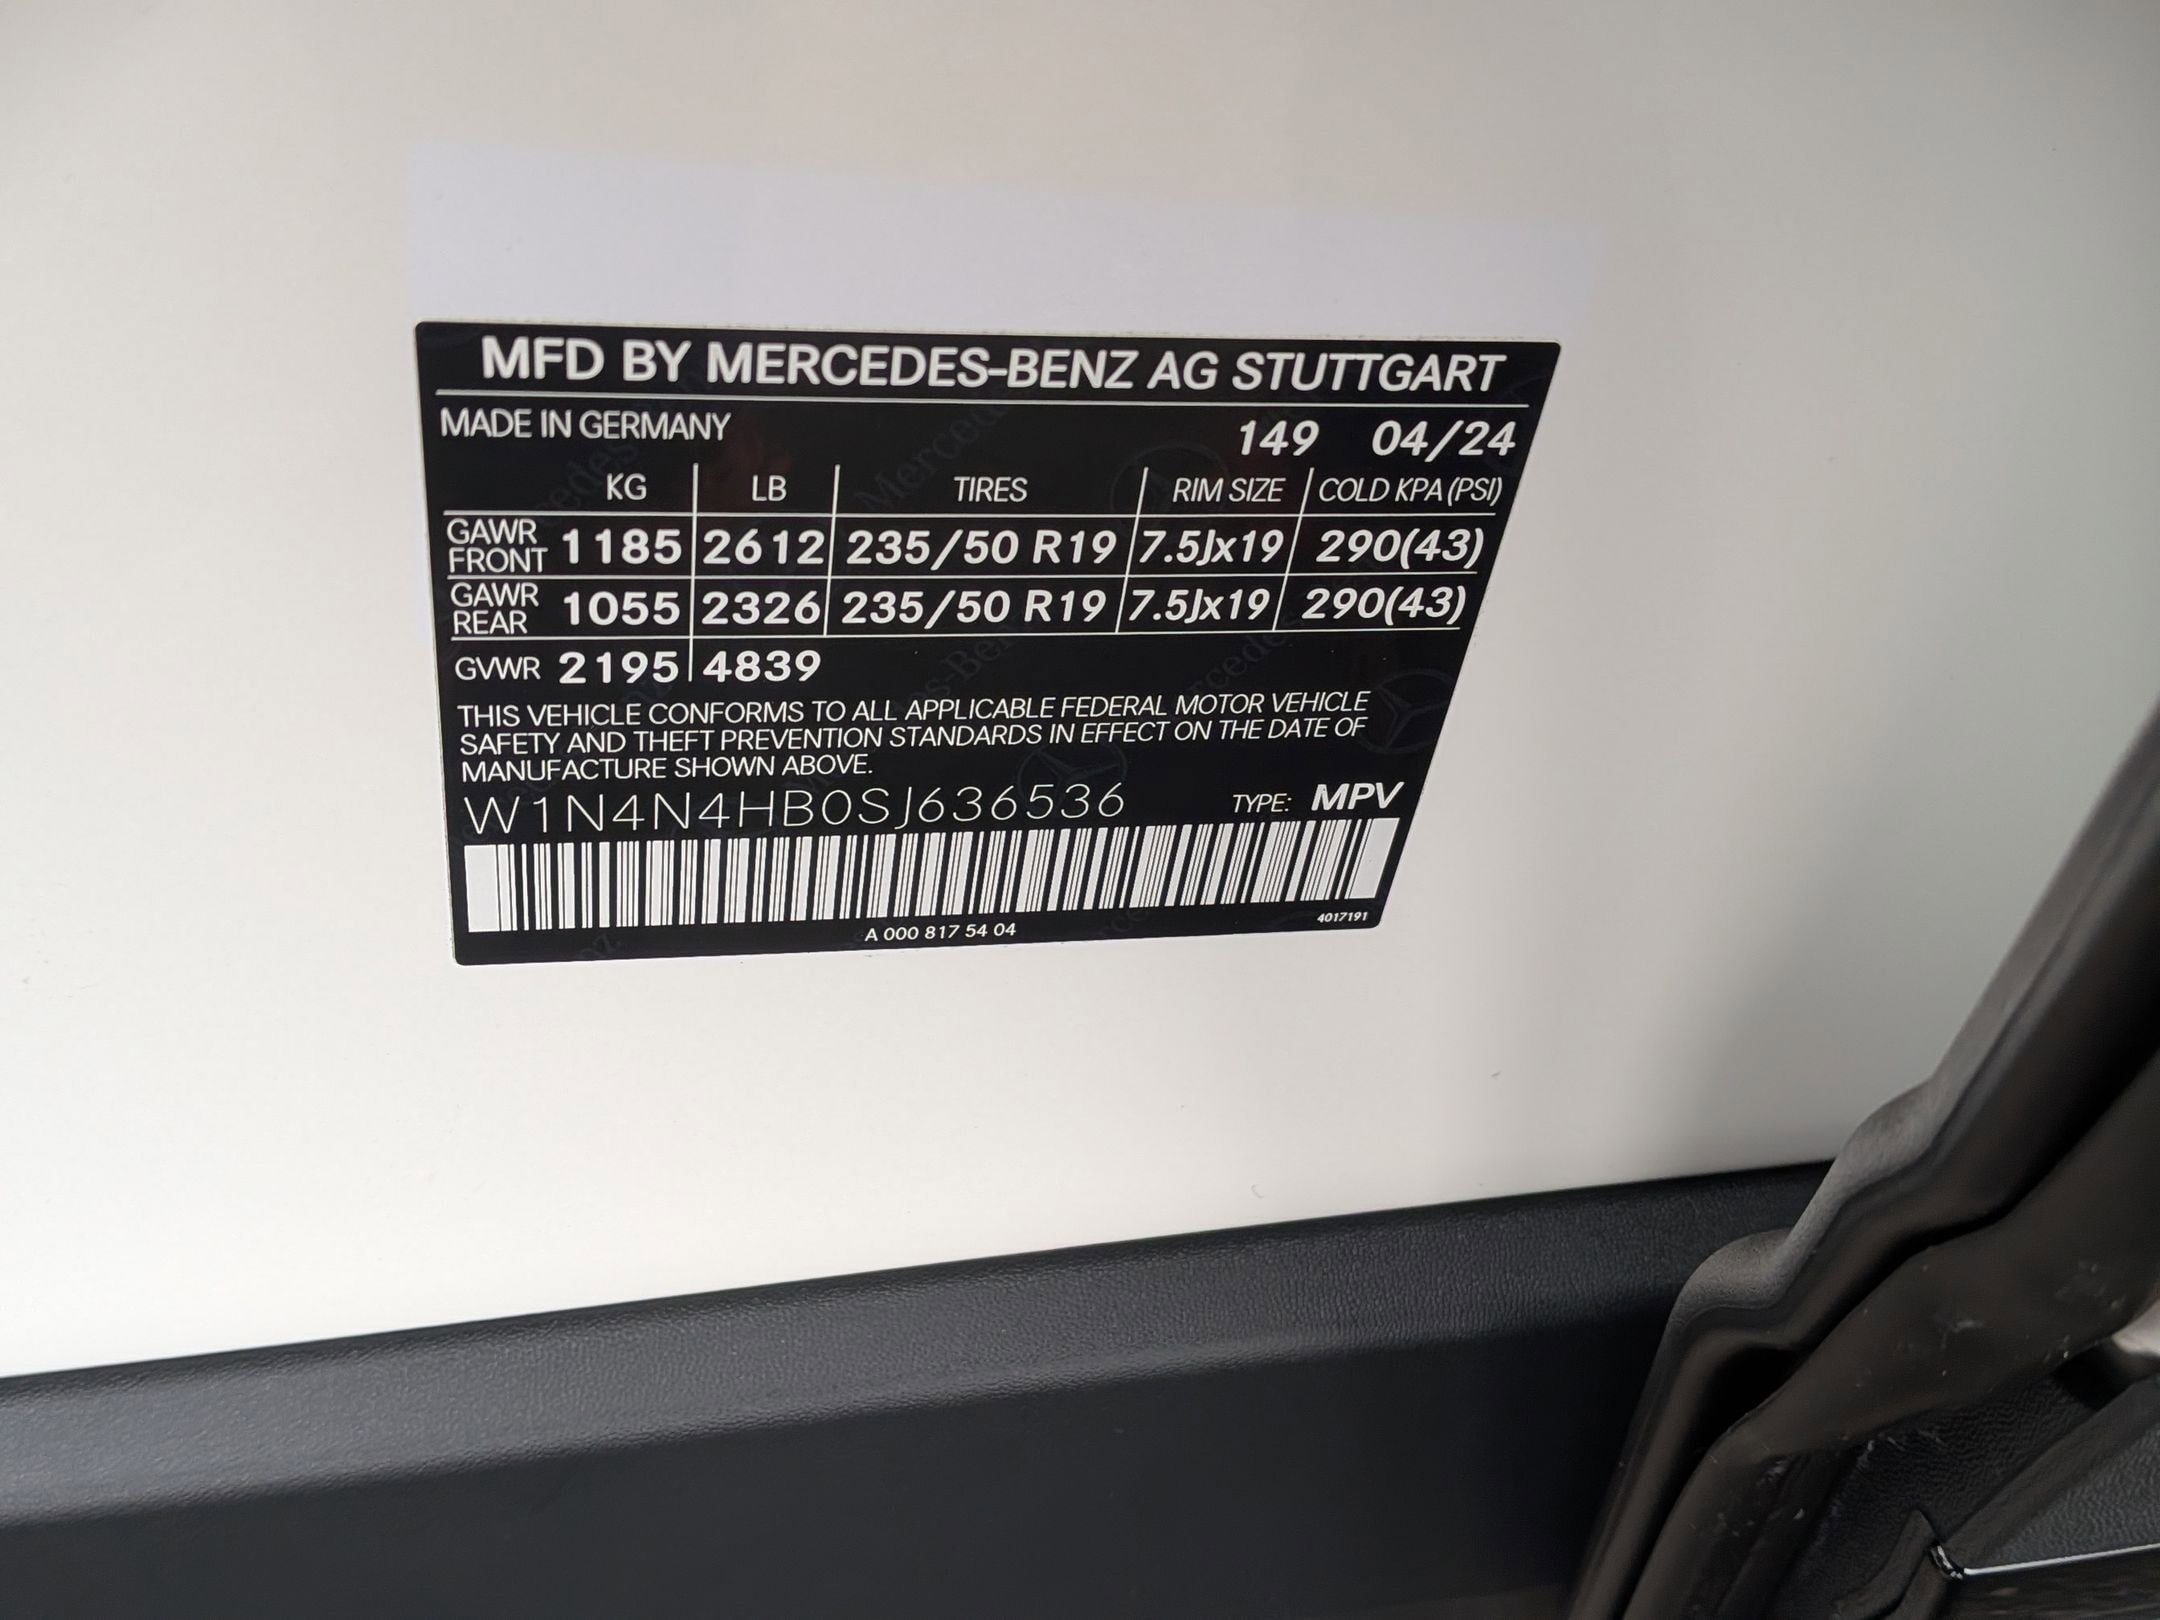 MFD BY MERCEDES-BENZ AG STUTTGART
MADE IN GERMANY 149 04/24
KG LB TIRES RIM SIZE COLD KPA (PSI)
GAWR FRONT 1185 2612 235/50 R19 7.5Jx19 290(43)
GAWR REAR 1055 2326 235/50 R19 7.5Jx19 290(43)
GVWR 2195 4839
THIS VEHICLE CONFORMS TO ALL APPLICABLE FEDERAL MOTOR VEHICLE
SAFETY AND THEFT PREVENTION STANDARDS IN EFFECT ON THE DATE OF
MANUFACTURE SHOWN ABOVE.
W1N4N4HB0SJ636536 TYPE: MPV
A 000 817 54 04 4017191